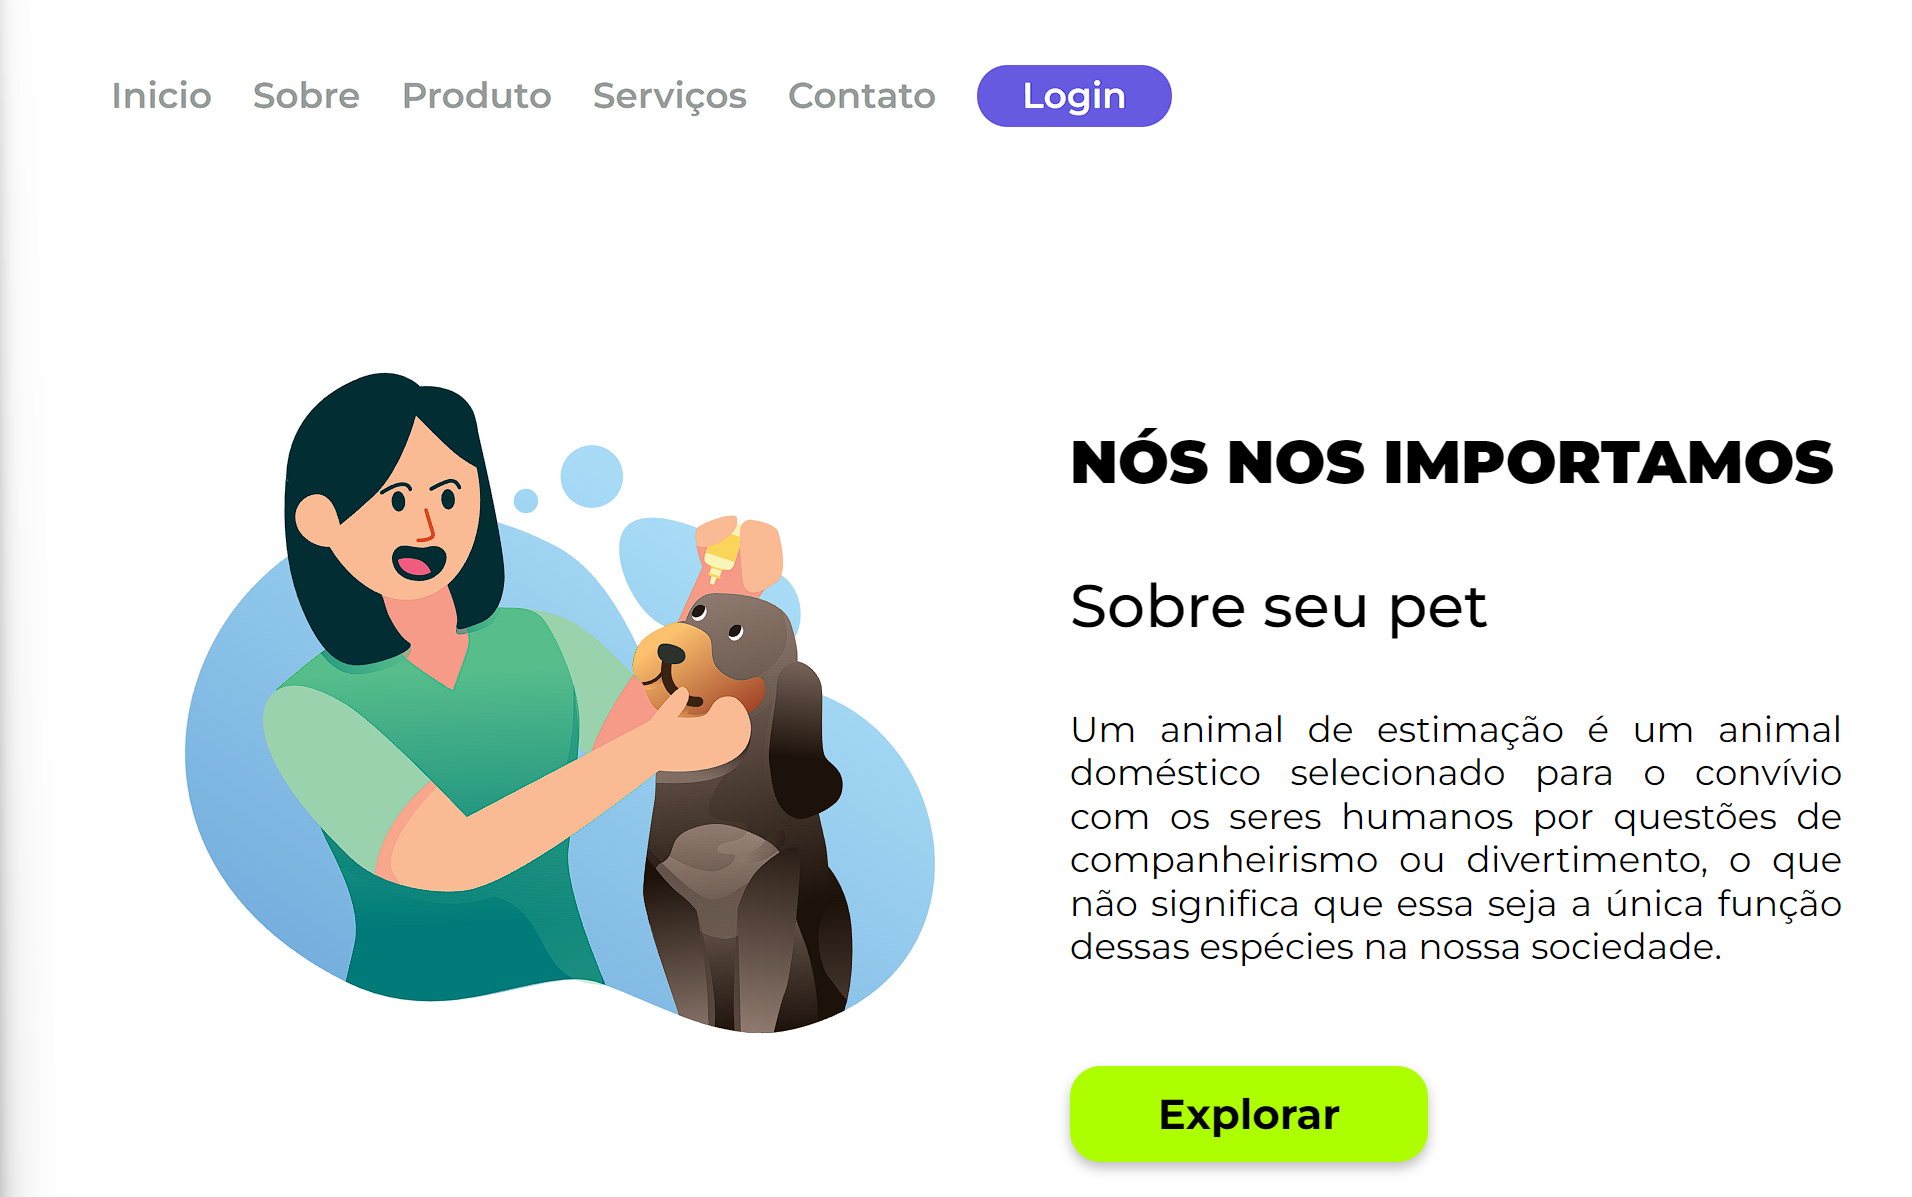 Inicio Sobre Produto Serviços Contato Login
NÓS NOS IMPORTAMOS
Sobre seu pet
Um animal de estimação é um animal
doméstico selecionado para o convívio
com os seres humanos por questões de
companheirismo ou divertimento, o que
não significa que essa seja a única função
dessas espécies na nossa sociedade.
Explorar